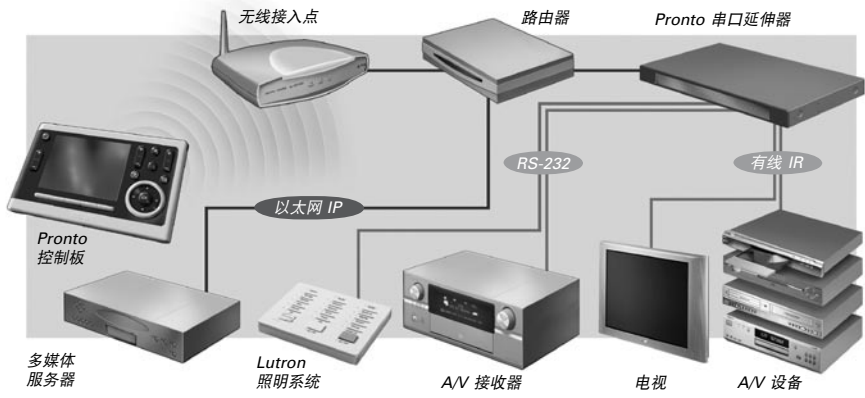 无线接入点
路由器
Pronto 串口延伸器
RS-232
有线 IR
以太网 IP
Pronto
控制板
多媒体
服务器
Lutron
照明系统
A/V 接收器
电视
A/V 设备